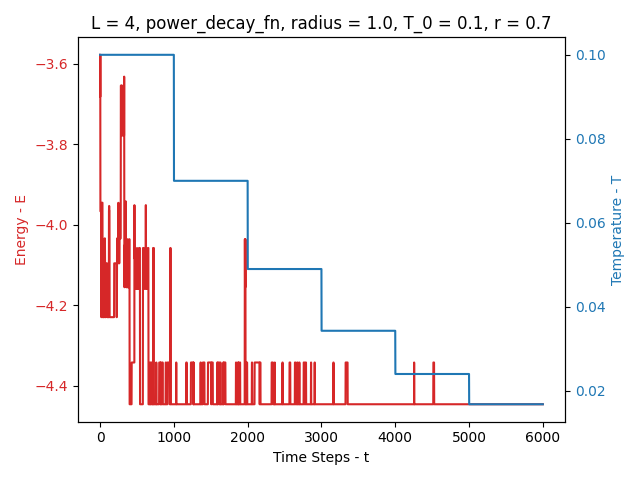 L = 4, power_decay_fn, radius = 1.0, T_0 = 0.1, r = 0.7
−3.6
−3.8
−4.0
−4.2
−4.4
Energy - E
0.10
0.08
0.06
0.04
0.02
Temperature - T
0 1000 2000 3000 4000 5000 6000
Time Steps - t